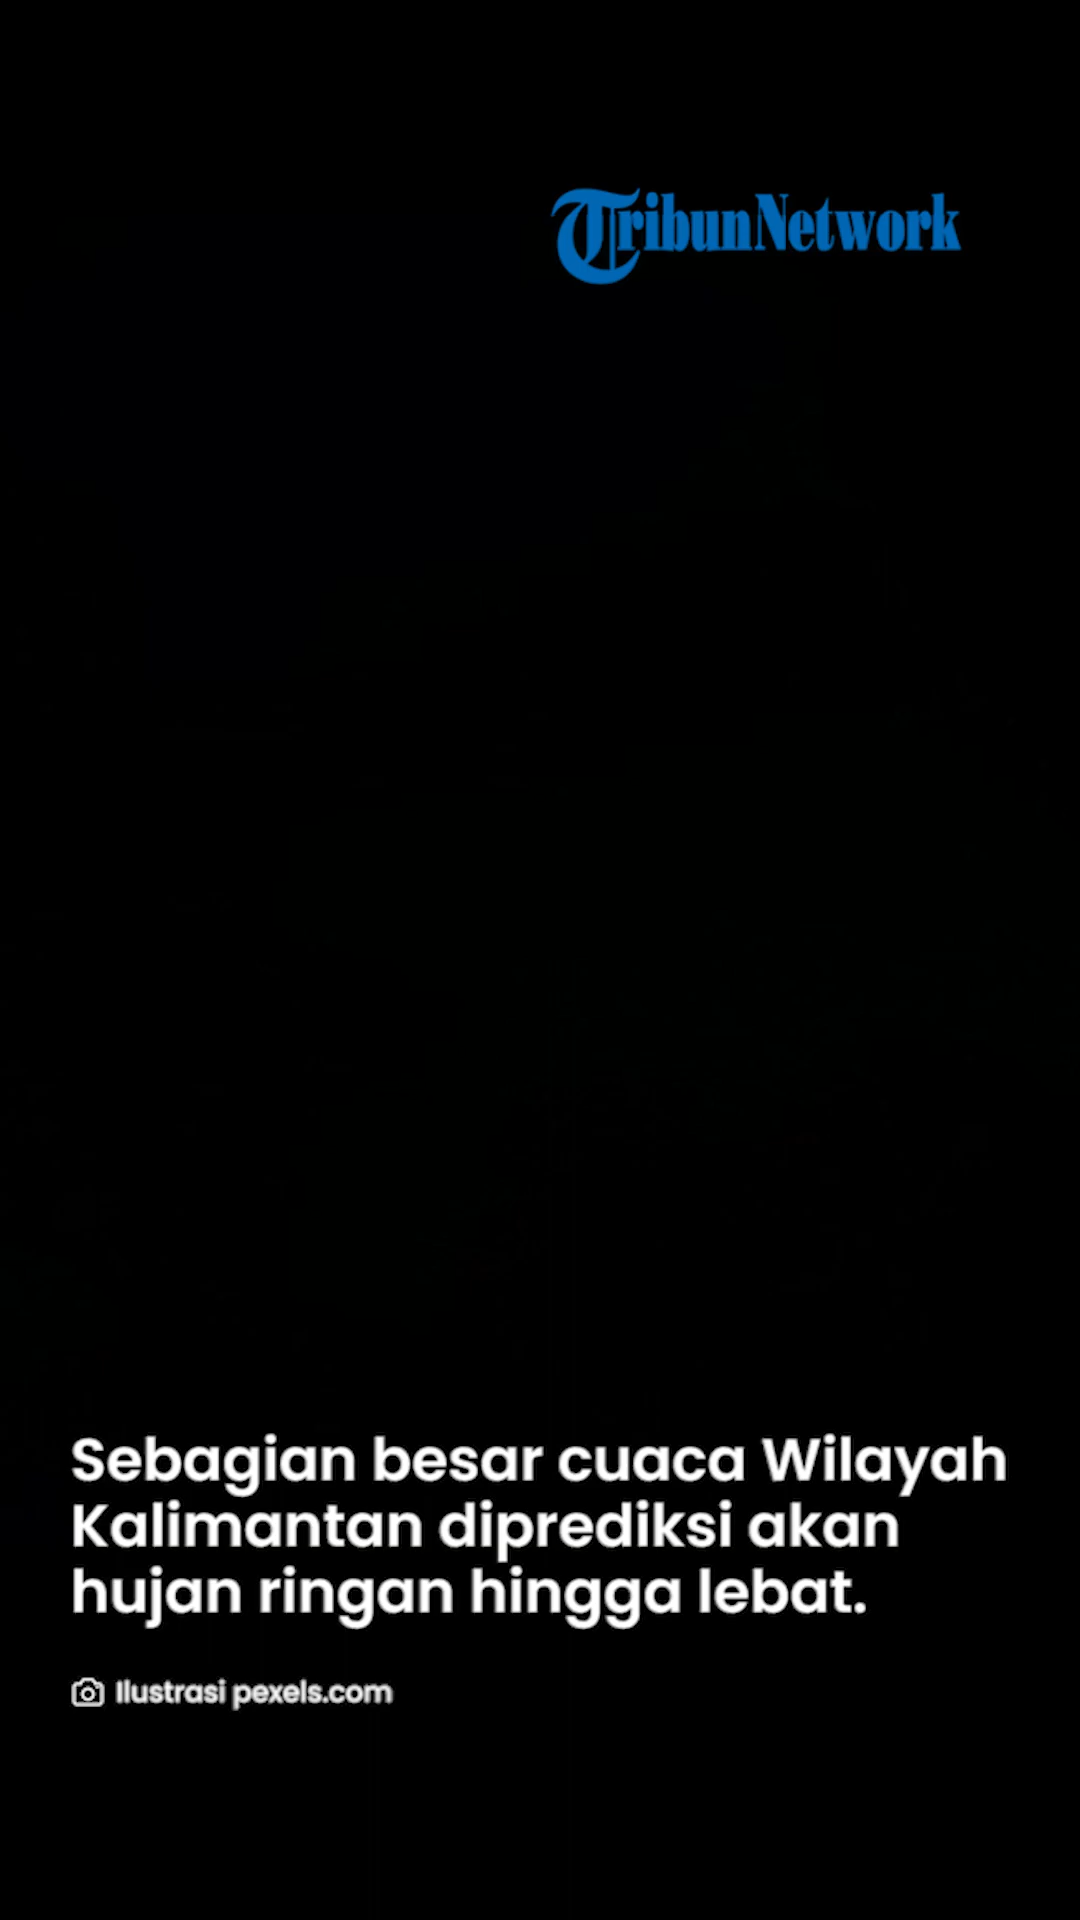 TribunNetwork
Sebagian besar cuaca Wilayah
Kalimantan diprediksi akan
hujan ringan hingga lebat.
Ilustrasi pexels.com